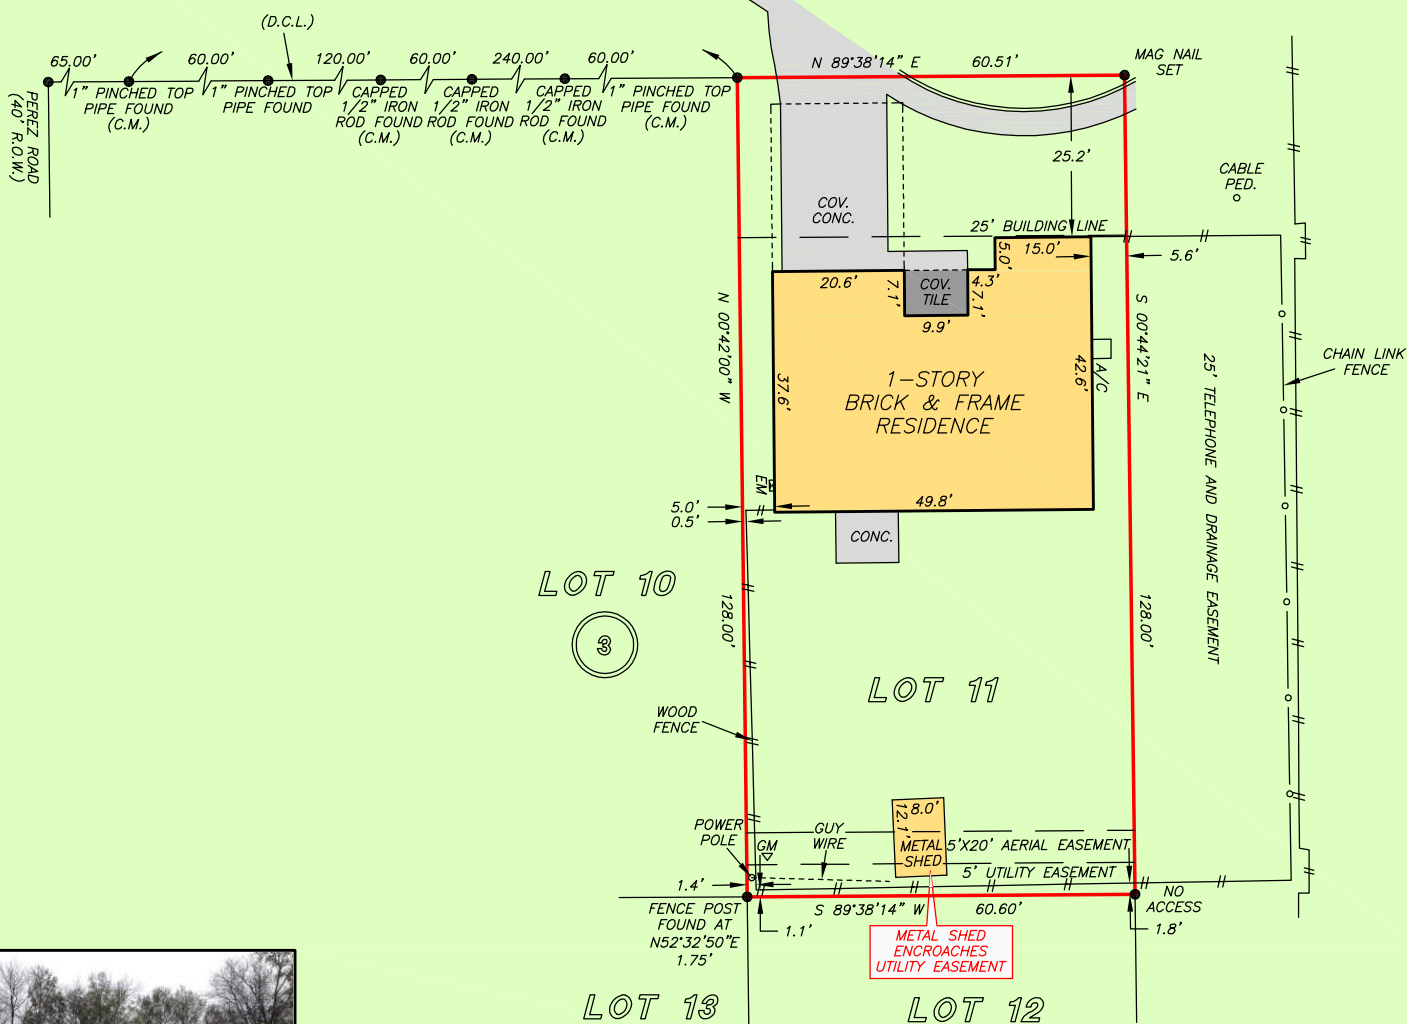 (D.C.L.)
65.00' 60.00' 120.00' 60.00' 240.00' 60.00'
1" PINCHED TOP
PIPE FOUND
(C.M.)
1" PINCHED TOP
PIPE FOUND
CAPPED
1/2" IRON
ROD FOUND
(C.M.)
CAPPED
1/2" IRON
ROD FOUND
(C.M.)
CAPPED
1/2" IRON
ROD FOUND
(C.M.)
1" PINCHED TOP
PIPE FOUND
(C.M.)
PEREZ ROAD
(40' R.O.W.)
N 89°38'14" E 60.51'
MAG NAIL
SET
25.2'
CABLE
PED.
COV.
CONC.
25' BUILDING LINE
5.0'
15.0'
5.6'
20.6'
7.1'
COV.
TILE
4.3'
7.1'
9.9'
N 00°42'00" W
S 00°44'21" E
37.6'
1-STORY
BRICK & FRAME
RESIDENCE
42.6'
A/C
25' TELEPHONE AND DRAINAGE EASEMENT
CHAIN LINK
FENCE
EM
49.8'
5.0'
0.5'
CONC.
LOT 10
3
128.00'
128.00'
LOT 11
WOOD
FENCE
8.0'
12.1'
METAL
SHED
POWER
POLE
GM
GUY
WIRE
5'X20' AERIAL EASEMENT
5' UTILITY EASEMENT
1.4'
NO
ACCESS
FENCE POST
FOUND AT
N52°32'50"E
1.75'
1.1'
S 89°38'14" W 60.60'
1.8'
METAL SHED
ENCROACHES
UTILITY EASEMENT
LOT 13
LOT 12